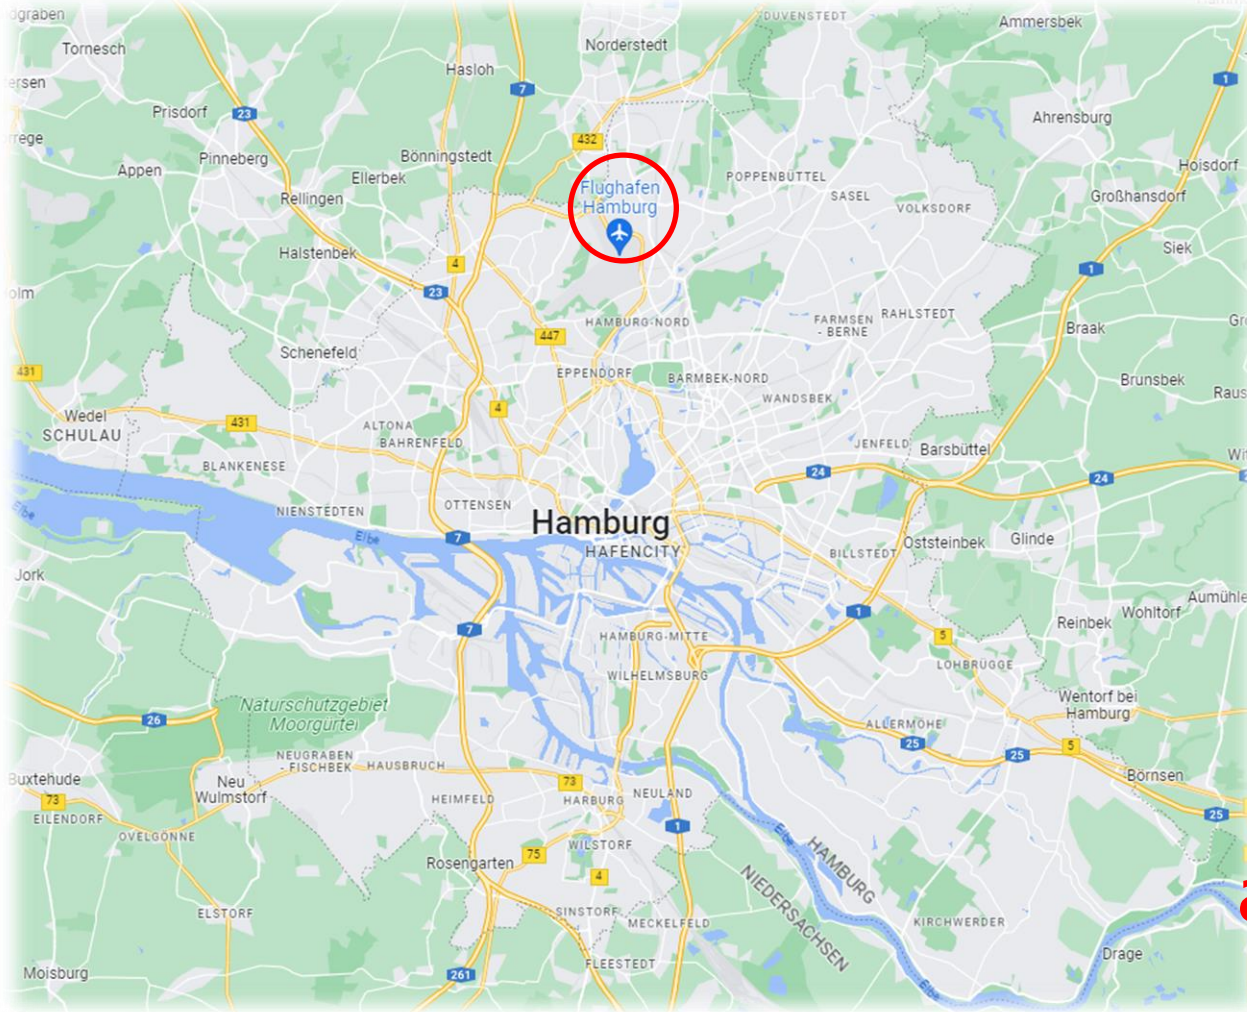 DUVENSTEDT
Ammersbek
Tornesch
Norderstedt
Hasloh
7
1
Prisdorf
23
Ahrensburg
432
Pinneberg
Bönningstedt
Hoisdorf
Appen
Ellerbek
POPPENBÜTTEL
Flughafen
Hamburg
Rellingen
SASEL
Großhansdorf
VOLKSDORF
Halstenbek
Siek
4
1
23
HAMBURG-NORD
FARMSEN
- BERNE
RAHLSTEDT
Braak
447
Schenefeld
431
EPPENDORF
BARMBEK-NORD
Brunsbek
WANDSBEK
4
Wedel
SCHULAU
431
ALTONA
BAHRENFELD
JENFELD
Barsbüttel
BLANKENESE
24
24
NIENSTEDTEN
OTTENSEN
Elbe
Hamburg
HAFENCITY
Elbe
7
BILLSTEDT
Oststeinbek
Glinde
Jork
Aumühle
1
Wohltorf
Reinbek
7
HAMBURG-MITTE
5
LOHBRÜGGE
WILHELMSBURG
Wentorf bei
Hamburg
Naturschutzgebiet
Moorgürtel
26
ALLERMÖHE
25
25
5
NEUGRABEN
- FISCHBEK
HAUSBRUCH
Buxtehude
Neu
Wulmstorf
73
Börnsen
73
HEIMFELD
HARBURG
NEULAND
EILENDORF
25
OVELGÖNNE
1
Elbe
WILSTORF
75
Rosengarten
HAMBURG
4
NIEDERSACHSEN
ELSTORF
SINSTORF
MECKELFELD
KIRCHWERDER
Drage
FLEESTEDT
Moisburg
261
Elbe